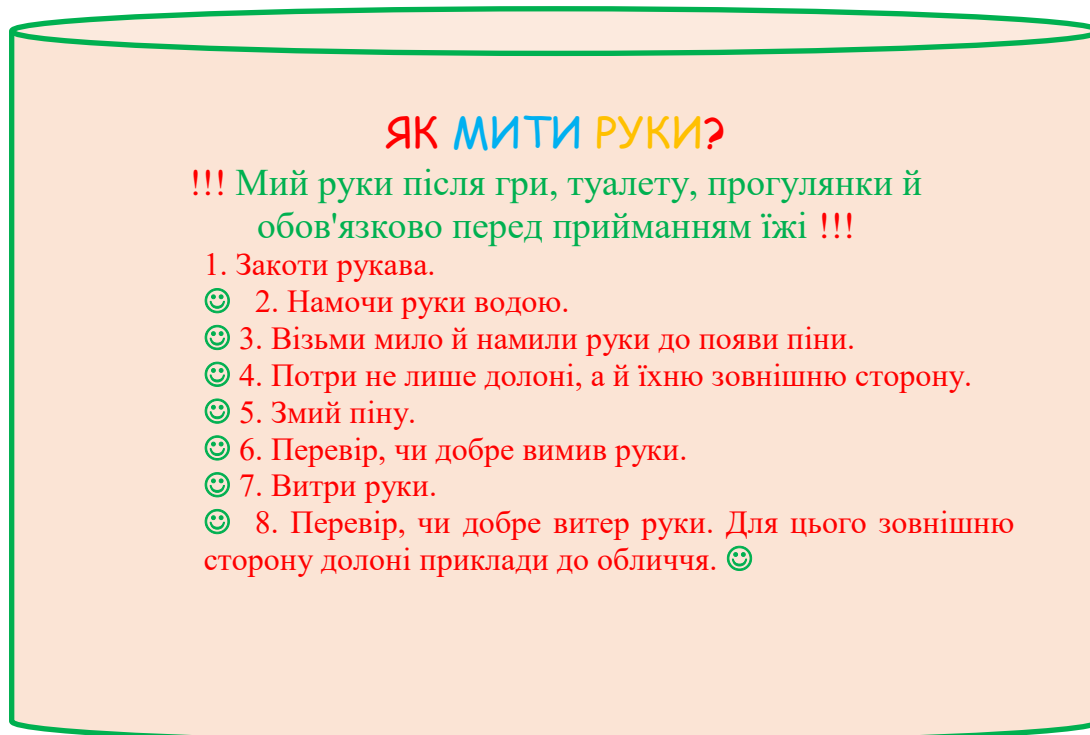 ЯК МИТИ РУКИ?
!!! Мий руки після гри, туалету, прогулянки й
обов'язково перед прийманням їжі !!!
1. Закоти рукава.
☺ 2. Намочи руки водою.
☺ 3. Візьми мило й намили руки до появи піни.
☺ 4. Потри не лише долоні, а й їхню зовнішню сторону.
☺ 5. Змий піну.
☺ 6. Перевір, чи добре вимив руки.
☺ 7. Витри руки.
☺ 8. Перевір, чи добре витер руки. Для цього зовнішню
сторону долоні приклади до обличчя. ☺